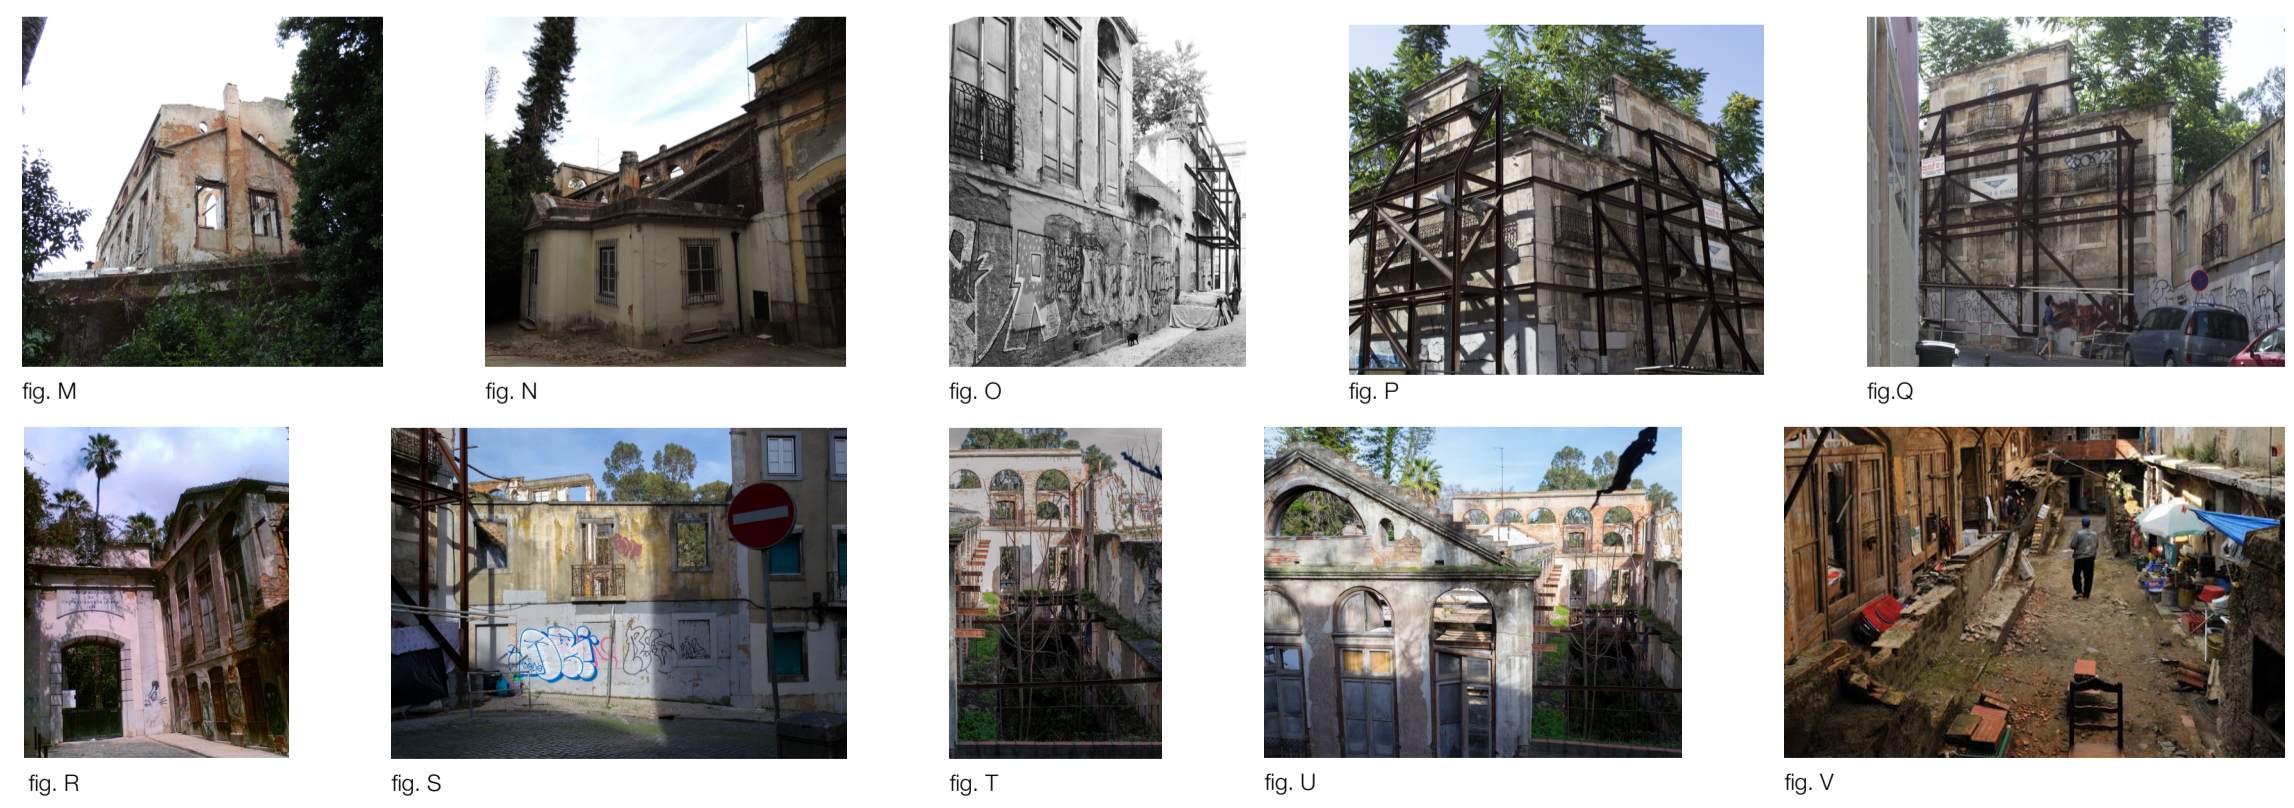 fig. M
fig. N
fig. O
fig. P
fig.Q
fig. R
fig. S
fig. T
fig. U
fig. V